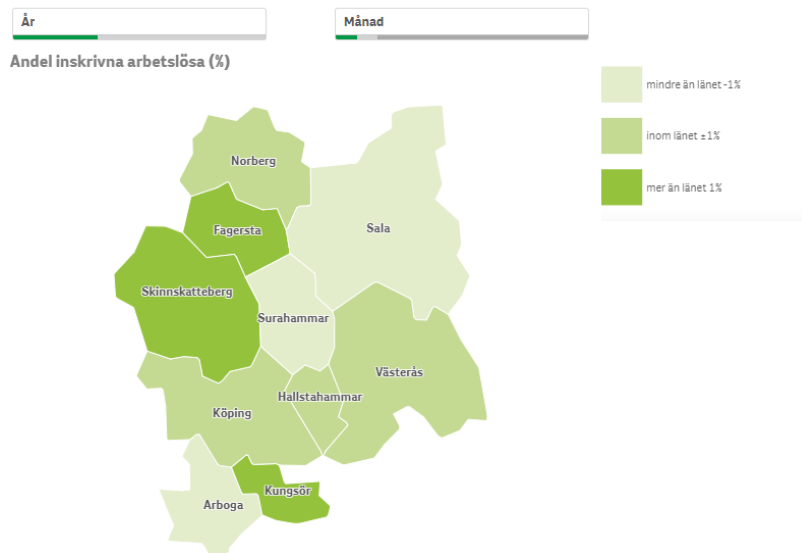 År
Månad
Andel inskrivna arbetslösa (%)
mindre än länet -1%
inom länet ±1%
mer än länet 1%
Norberg
Fagersta
Sala
Skinnskatteberg
Surahammar
Västerås
Hallstahammar
Köping
Kungsör
Arboga